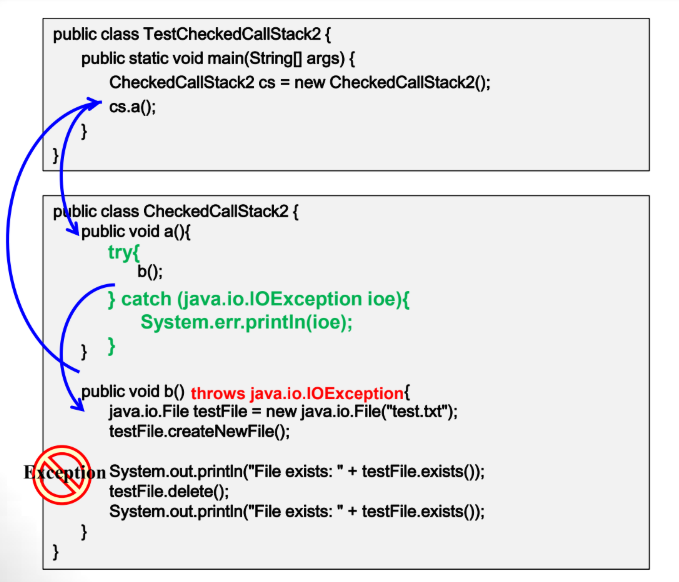 public class TestCheckedCallStack2 {
public static void main(String[] args) {
CheckedCallStack2 cs = new CheckedCallStack2();
cs.a();
}
}
public class CheckedCallStack2 {
public void a(){
try{
b();
} catch (java.io.IOException ioe){
System.err.println(ioe);
} }
public void b() throws java.io.IOException{
java.io.File testFile = new java.io.File("test.txt");
testFile.createNewFile();
Exception System.out.println("File exists: " + testFile.exists());
testFile.delete();
System.out.println("File exists: " + testFile.exists());
}
}